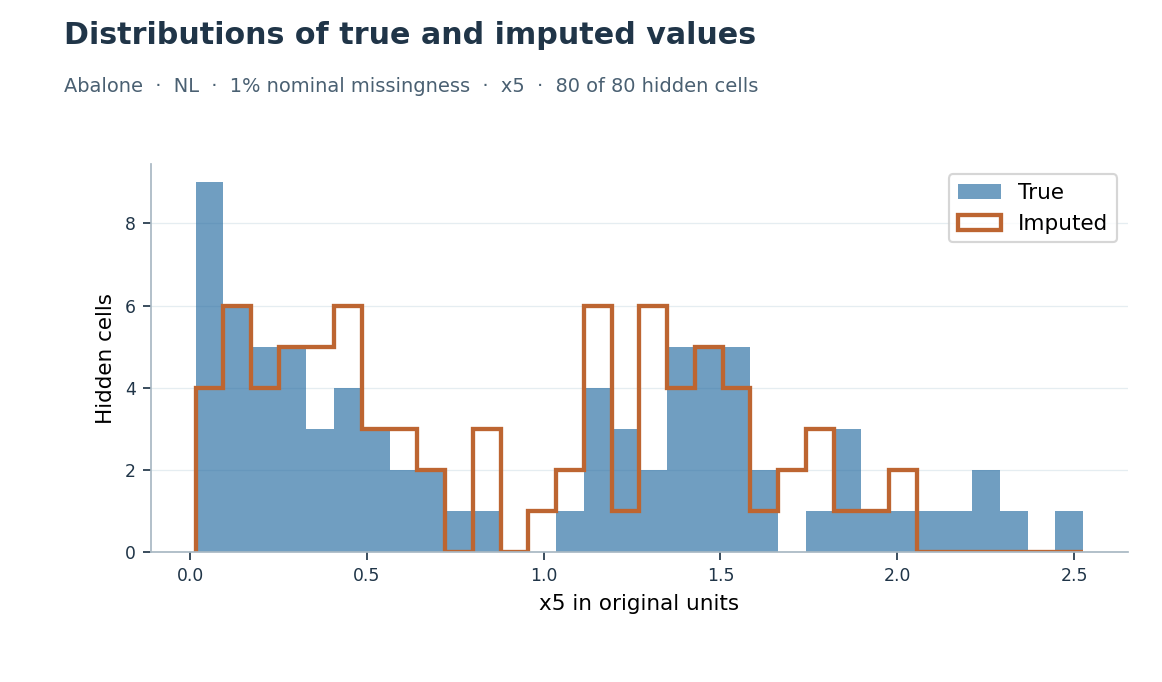 Distributions of true and imputed values
Abalone · NL · 1% nominal missingness · x5 · 80 of 80 hidden cells
True
Imputed
8
6
4
2
0
Hidden cells
0.0 0.5 1.0 1.5 2.0 2.5
x5 in original units